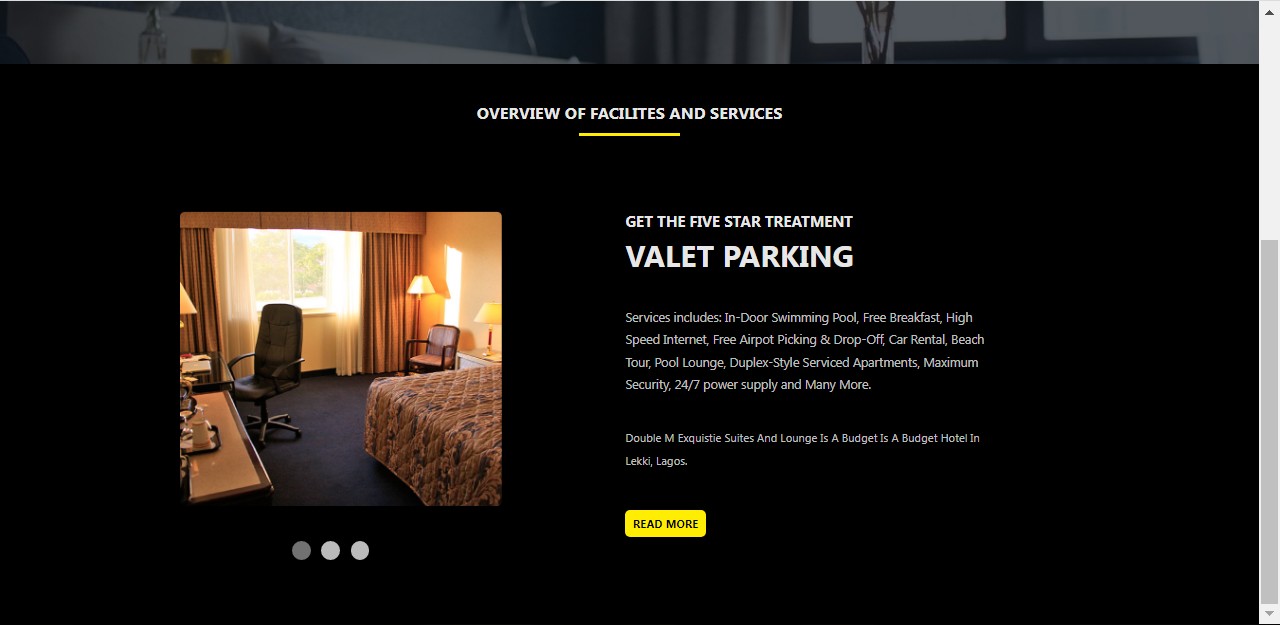 OVERVIEW OF FACILITES AND SERVICES
GET THE FIVE STAR TREATMENT
VALET PARKING
Services includes: In-Door Swimming Pool, Free Breakfast, High
Speed Internet, Free Airpot Picking & Drop-Off, Car Rental, Beach
Tour, Pool Lounge, Duplex-Style Serviced Apartments, Maximum
Security, 24/7 power supply and Many More.
Double M Exquistie Suites And Lounge Is A Budget Is A Budget Hotel In
Lekki, Lagos.
READ MORE